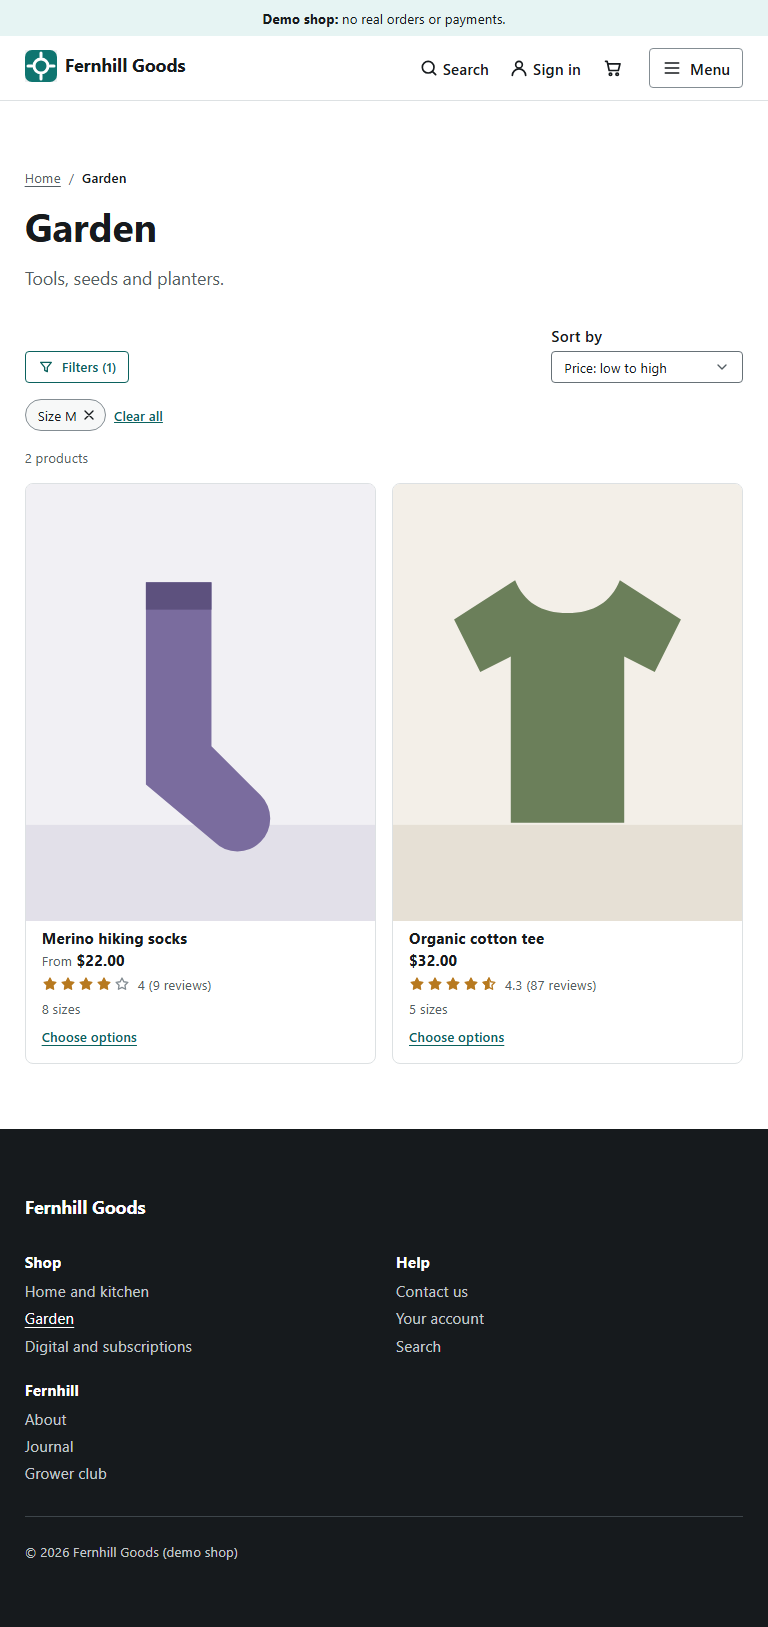 Demo shop: no real orders or payments.
Fernhill Goods
Search
Sign in
Menu
Home / Garden
Garden
Tools, seeds and planters.
Sort by
Filters (1)
Price: low to high
Size M
Clear all
2 products
Merino hiking socks
From $22.00
4 (9 reviews)
8 sizes
Choose options
Organic cotton tee
$32.00
4.3 (87 reviews)
5 sizes
Choose options
Fernhill Goods
Shop
Home and kitchen
Garden
Digital and subscriptions
Help
Contact us
Your account
Search
Fernhill
About
Journal
Grower club
© 2026 Fernhill Goods (demo shop)